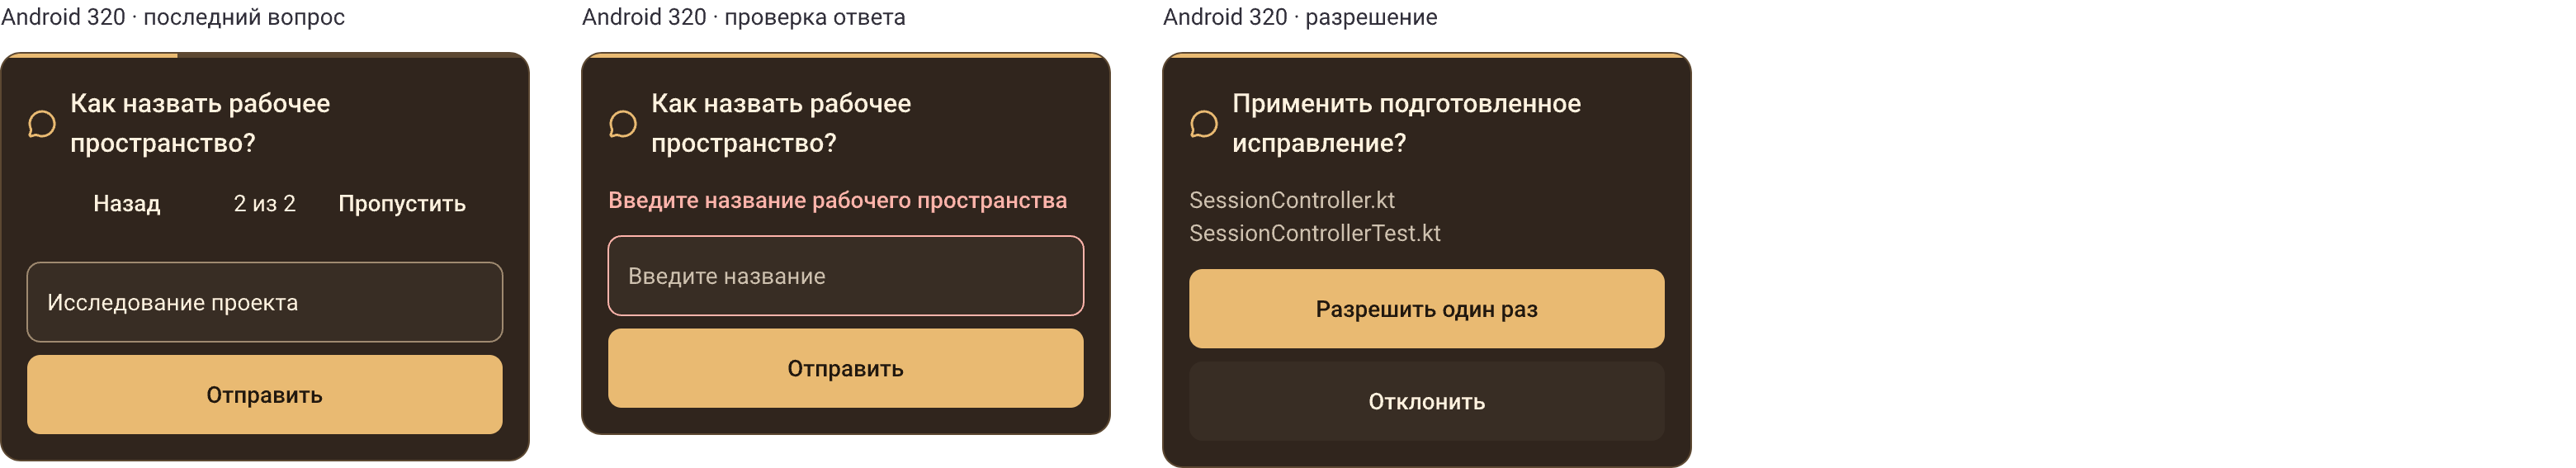 Android 320 · последний вопрос
Как назвать рабочее
пространство?
Назад 2 из 2 Пропустить
Исследование проекта
Отправить
Android 320 · проверка ответа
Как назвать рабочее
пространство?
Введите название рабочего пространства
Введите название
Отправить
Android 320 · разрешение
Применить подготовленное
исправление?
SessionController.kt
SessionControllerTest.kt
Разрешить один раз
Отклонить